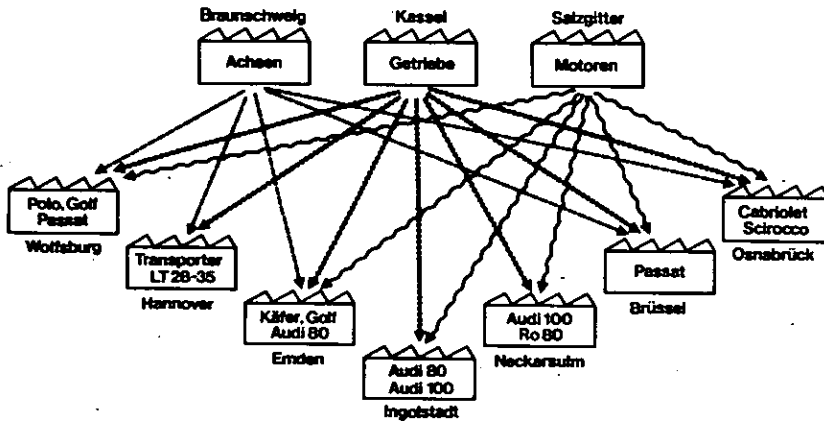 Braunschweig
Kassel
Salzgitter
Achsen
Getriebe
Motoren
Polo, Golf
Passat
Wolfsburg
Transporter
LT 28-35
Hannover
Käfer, Golf
Audi 80
Emden
Audi 80
Audi 100
Ingolstadt
Audi 100
Ro 80
Neckarsulm
Passat
Brüssel
Cabriolet
Scirocco
Osnabrück